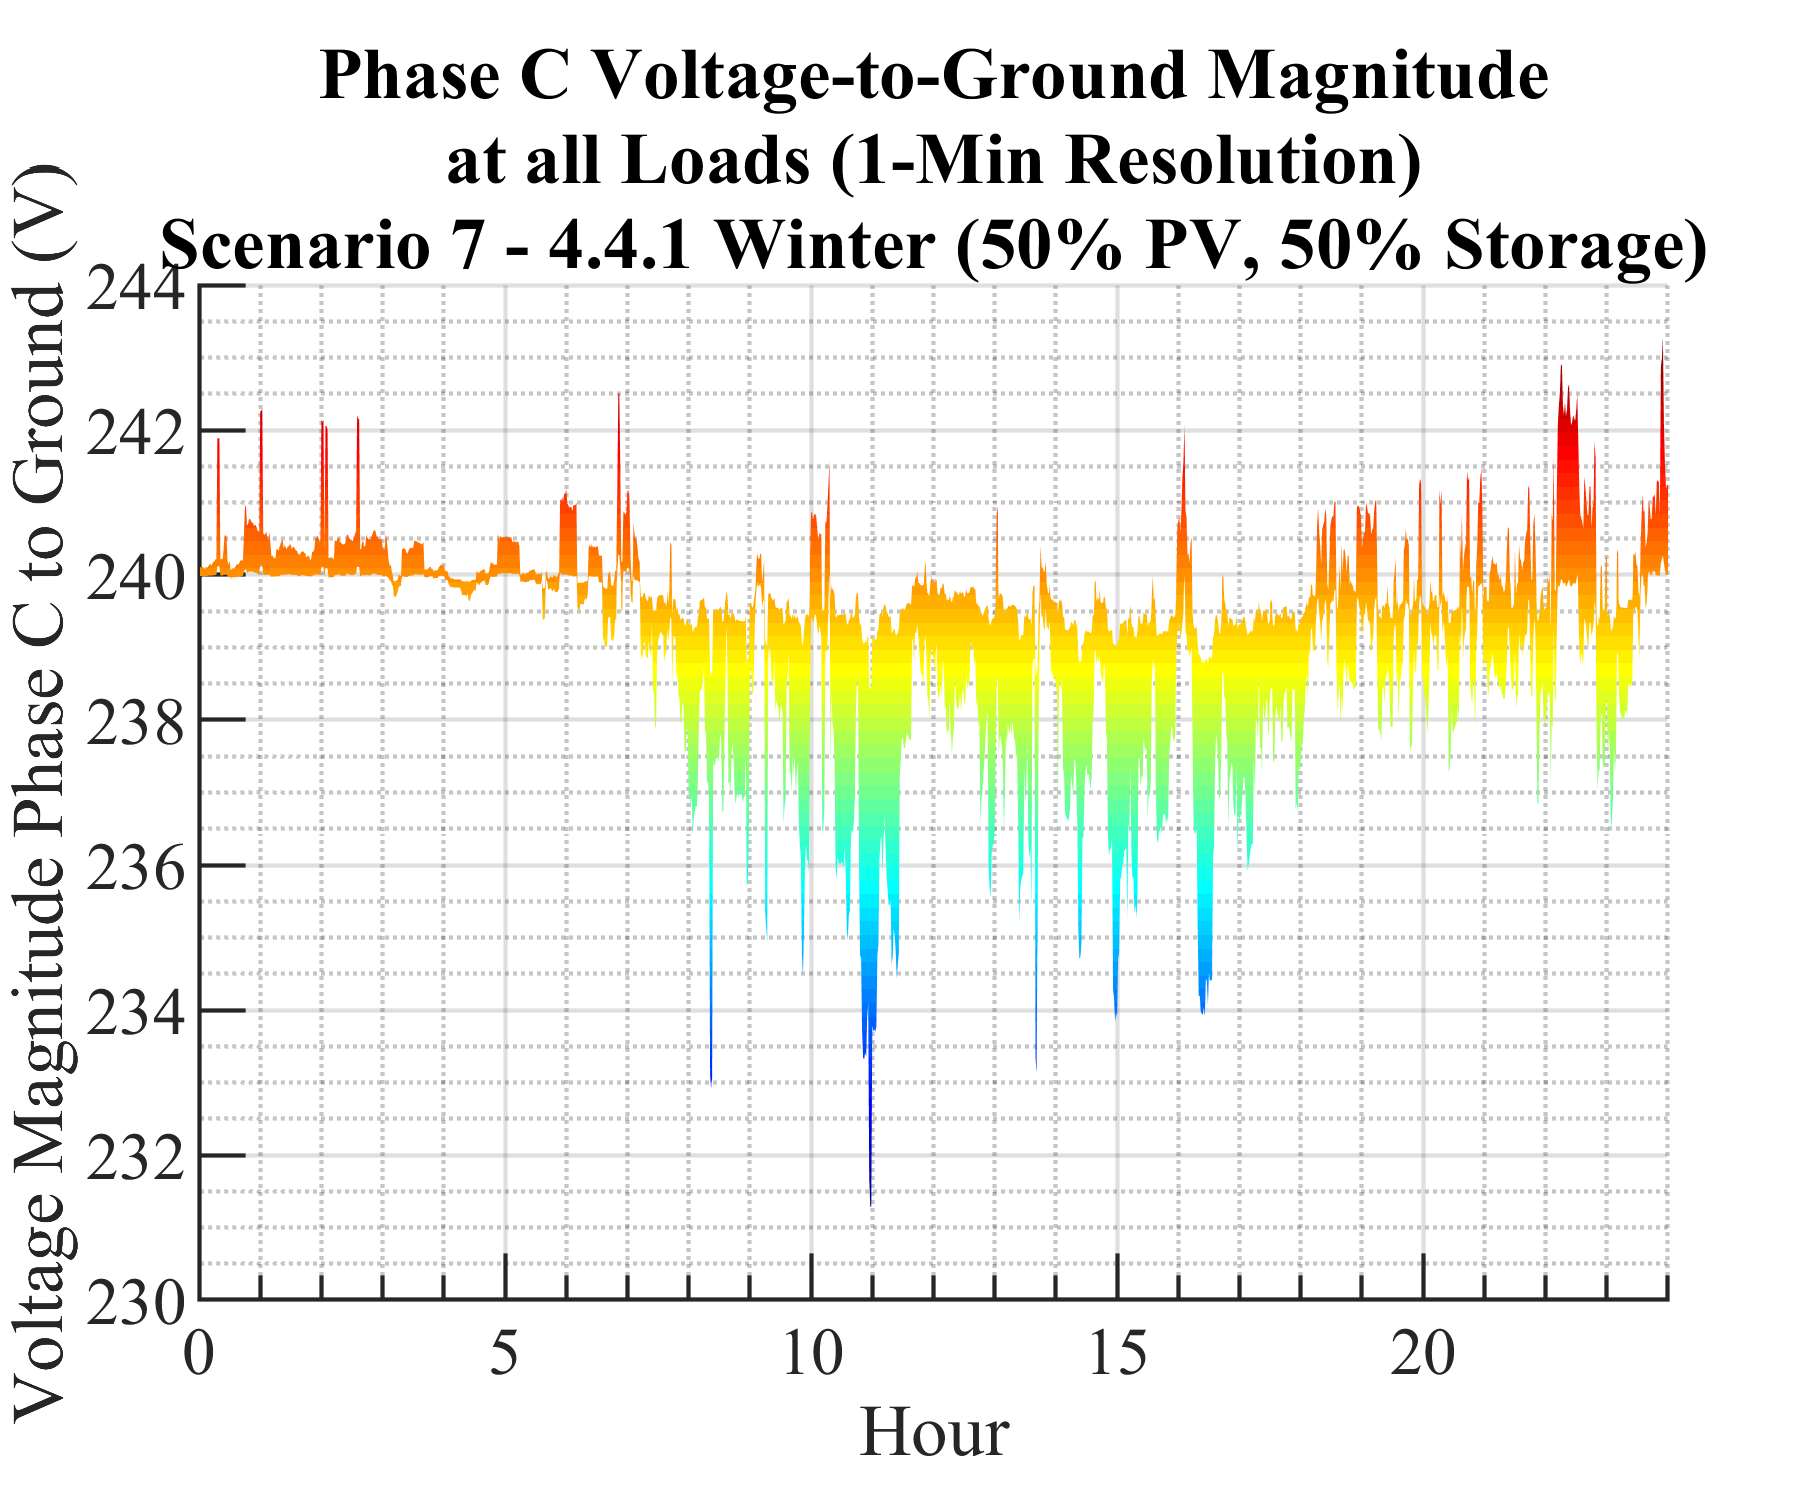 Phase C Voltage-to-Ground Magnitude
at all Loads (1-Min Resolution)
Scenario 7 - 4.4.1 Winter (50% PV, 50% Storage)
Voltage Magnitude Phase C to Ground (V)
244
242
240
238
236
234
232
230
0 5 10 15 20
Hour